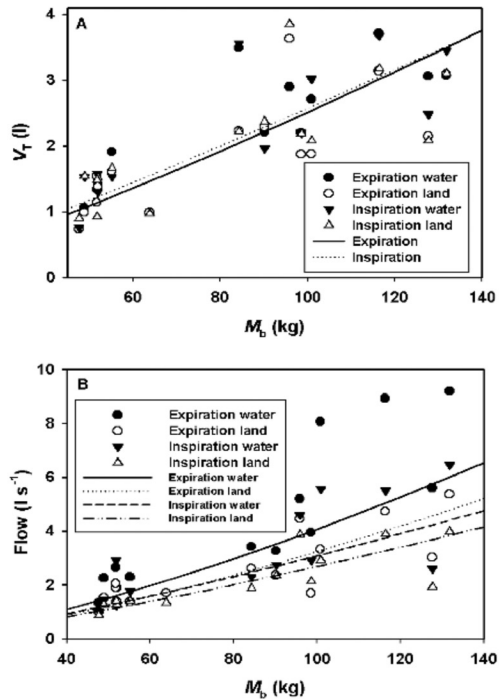 A
4
3
2
1
0
V_T (l)
Expiration water
Expiration land
Inspiration water
Inspiration land
Expiration
Inspiration
60 80 100 120 140
M_b (kg)
B
10
8
6
4
2
0
Flow (l s⁻¹)
Expiration water
Expiration land
Inspiration water
Inspiration land
Expiration water
Expiration land
Inspiration water
Inspiration land
40 60 80 100 120 140
M_b (kg)